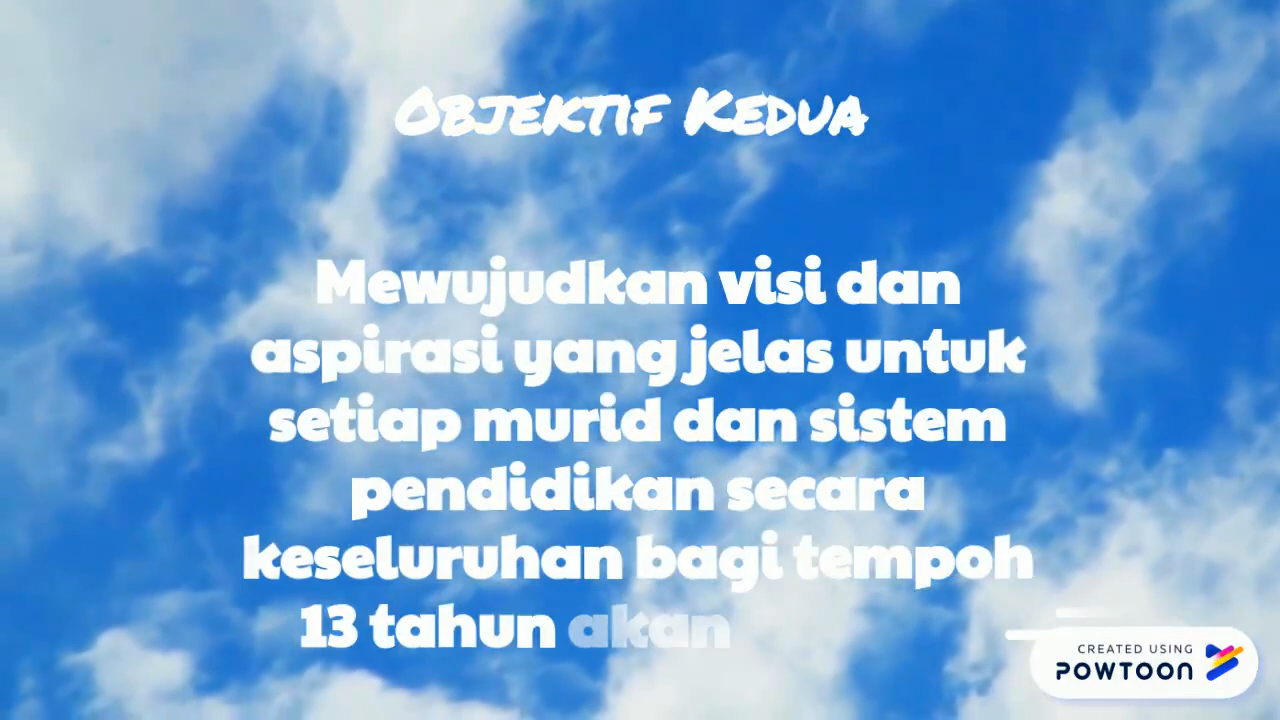 Objektif Kedua
Mewujudkan visi dan
aspirasi yang jelas untuk
setiap murid dan sistem
pendidikan secara
keseluruhan bagi tempoh
13 tahun akan
CREATED USING
POWTOON